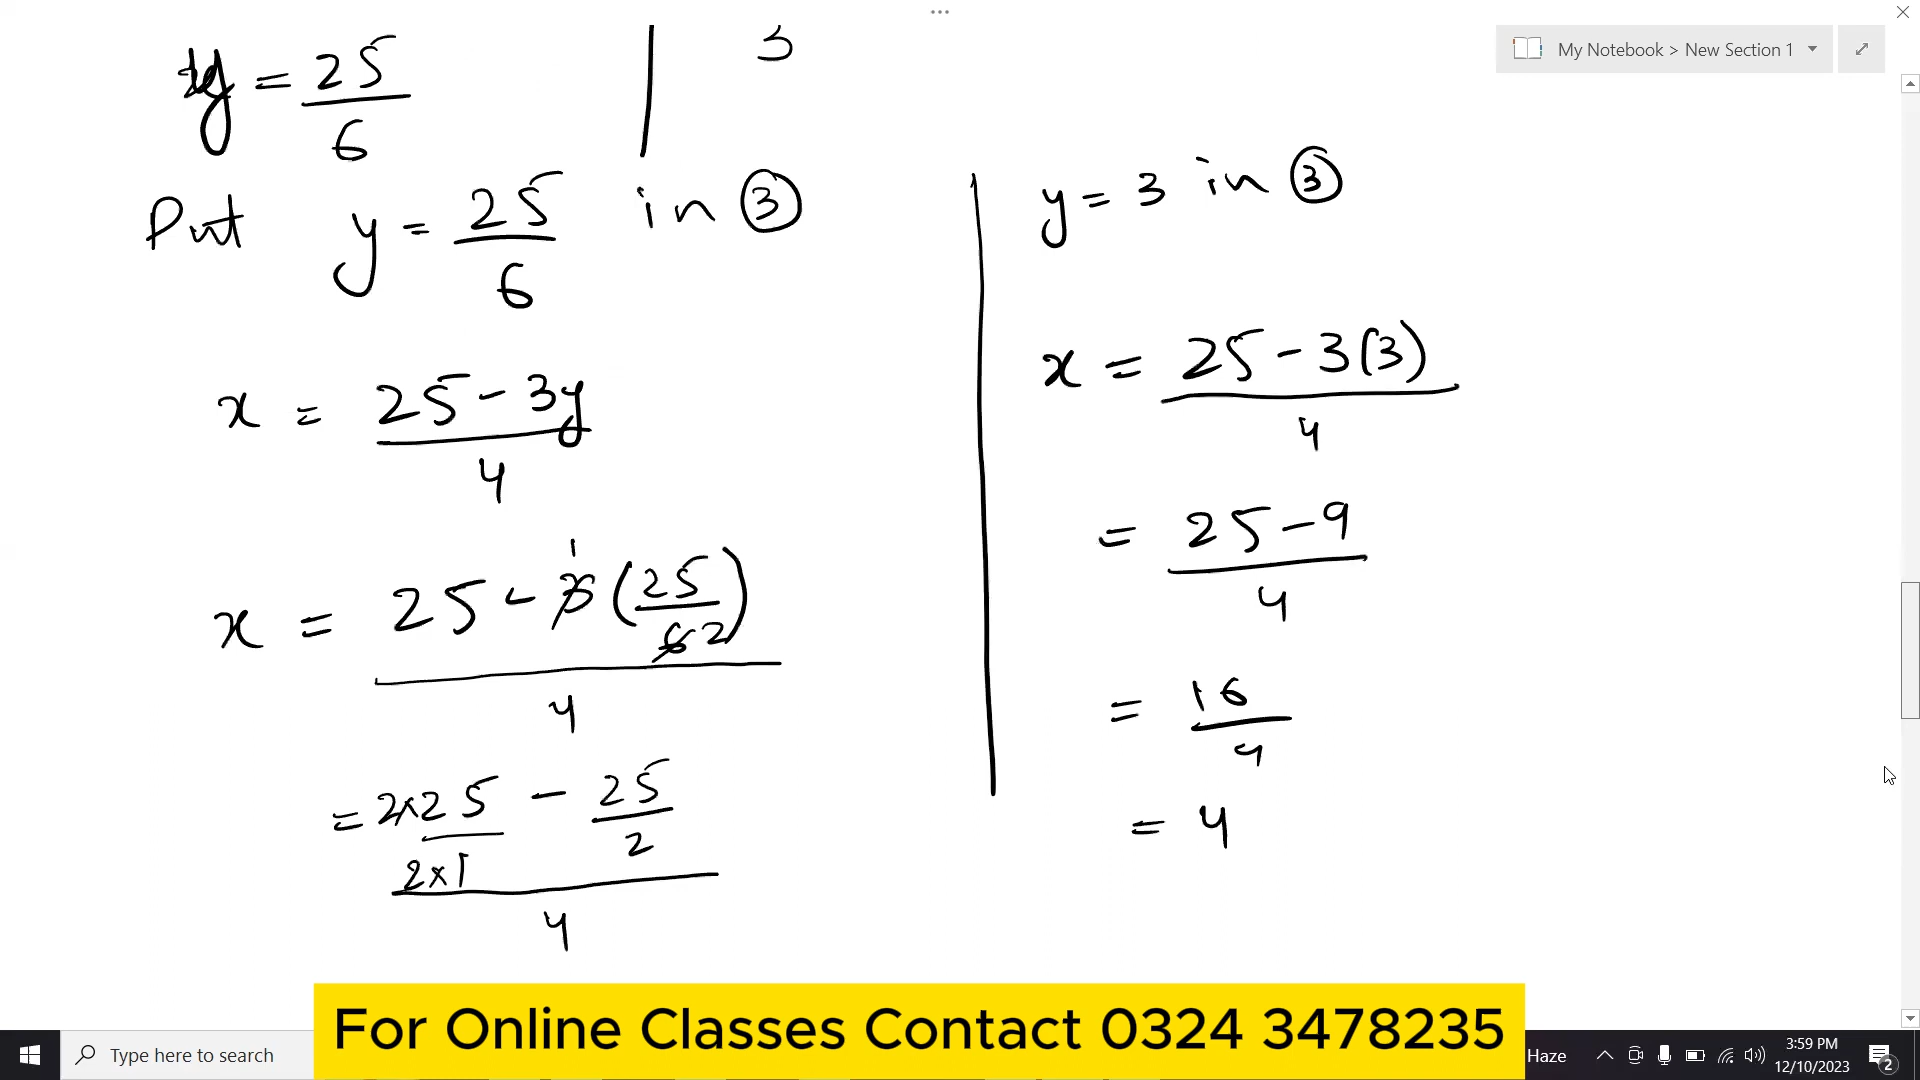 My Notebook > New Section 1
y = 25/6
3
Put y = 25/6 in ③
x = (25 - 3y)/4
x = (25 - 3(25/6 2))/4
1
= (2×25/2×1 - 25/2)/4
y = 3 in ③
x = (25 - 3(3))/4
= (25 - 9)/4
= 16/4
= 4
For Online Classes Contact 0324 3478235
Type here to search
Haze
3:59 PM
12/10/2023
2